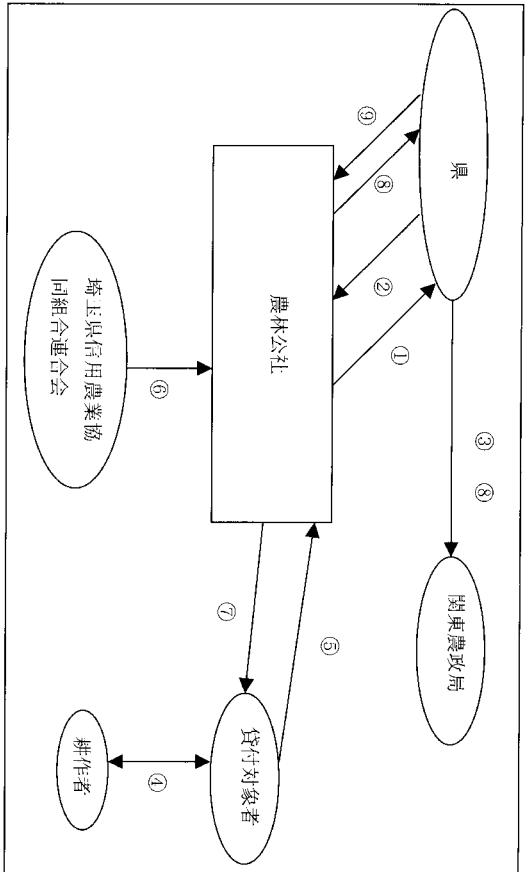 県
⑨
⑧
②
①
③ ⑧
関東農政局
農林公社
埼玉県信用農業協
同組合連合会
⑥
⑦
⑤
貸付対象者
④
耕作者